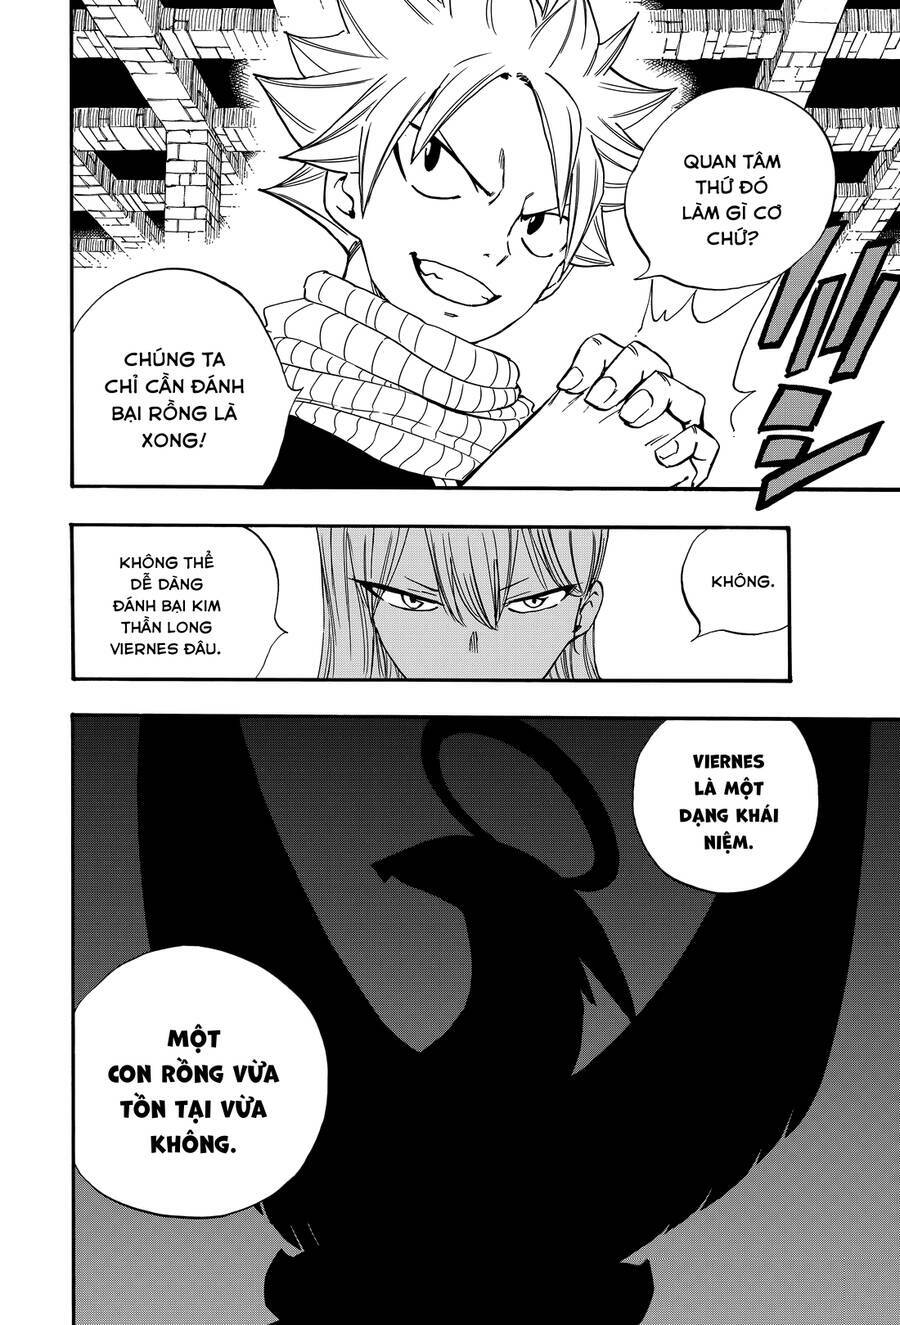 QUAN TÂM
THỨ ĐÓ
LÀM GÌ CƠ
CHỨ?
CHÚNG TA
CHỈ CẦN ĐÁNH
BẠI RỒNG LÀ
XONG!
KHÔNG.
KHÔNG THỂ
DỄ DÀNG
ĐÁNH BẠI KIM
THẦN LONG
VIERNES ĐÂU.
VIERNES
LÀ MỘT
DẠNG KHÁI
NIỆM.
MỘT
CON RỒNG VỪA
TỒN TẠI VỪA
KHÔNG.